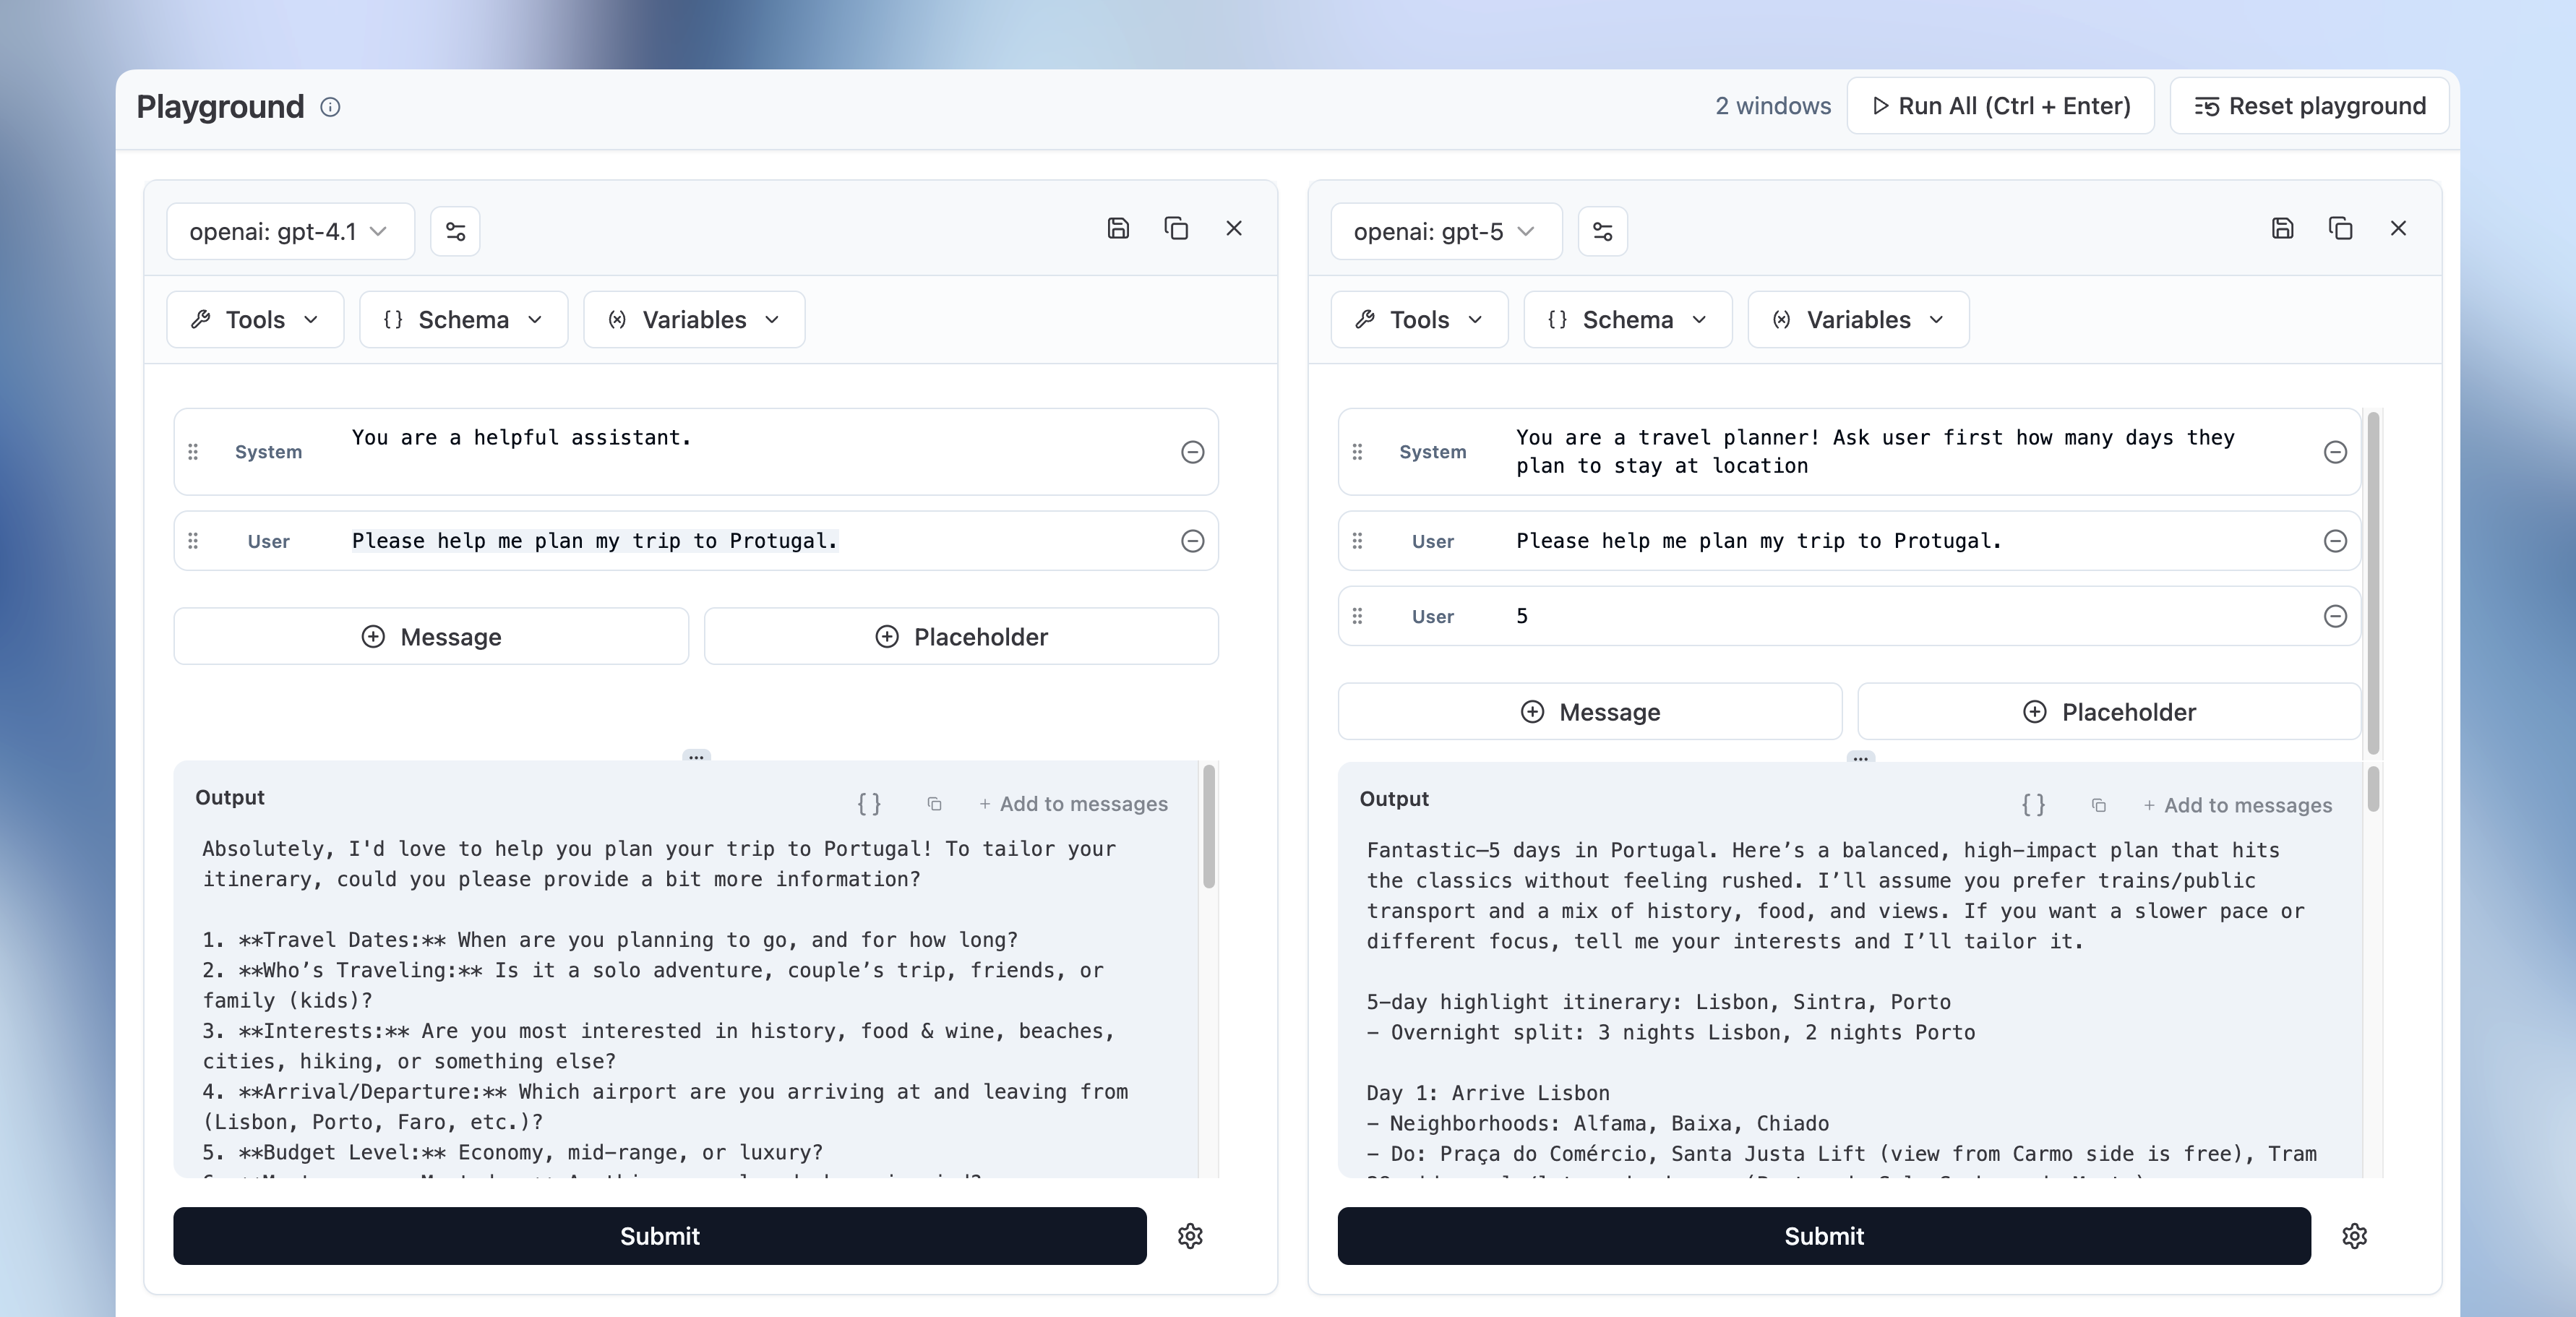 Playground
2 windows
Run All (Ctrl + Enter)
Reset playground
openai: gpt-4.1
Tools
Schema
Variables
System
You are a helpful assistant.
User
Please help me plan my trip to Protugal.
Message
Placeholder
Output
{ }
+ Add to messages
Absolutely, I'd love to help you plan your trip to Portugal! To tailor your
itinerary, could you please provide a bit more information?
1. **Travel Dates:** When are you planning to go, and for how long?
2. **Who’s Traveling:** Is it a solo adventure, couple’s trip, friends, or
family (kids)?
3. **Interests:** Are you most interested in history, food & wine, beaches,
cities, hiking, or something else?
4. **Arrival/Departure:** Which airport are you arriving at and leaving from
(Lisbon, Porto, Faro, etc.)?
5. **Budget Level:** Economy, mid-range, or luxury?
Submit
openai: gpt-5
Tools
Schema
Variables
System
You are a travel planner! Ask user first how many days they
plan to stay at location
User
Please help me plan my trip to Protugal.
User
5
Message
Placeholder
Output
{ }
+ Add to messages
Fantastic—5 days in Portugal. Here’s a balanced, high-impact plan that hits
the classics without feeling rushed. I’ll assume you prefer trains/public
transport and a mix of history, food, and views. If you want a slower pace or
different focus, tell me your interests and I’ll tailor it.
5-day highlight itinerary: Lisbon, Sintra, Porto
- Overnight split: 3 nights Lisbon, 2 nights Porto
Day 1: Arrive Lisbon
- Neighborhoods: Alfama, Baixa, Chiado
- Do: Praça do Comércio, Santa Justa Lift (view from Carmo side is free), Tram
Submit